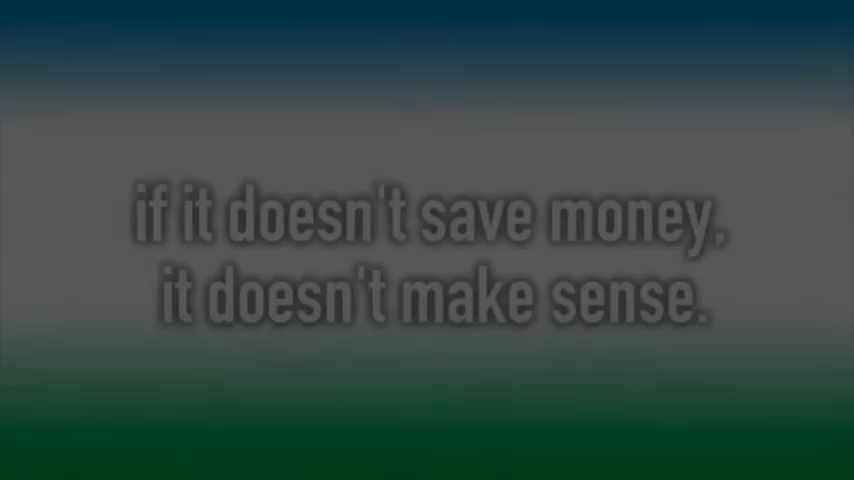 if it doesn't save money,
it doesn't make sense.